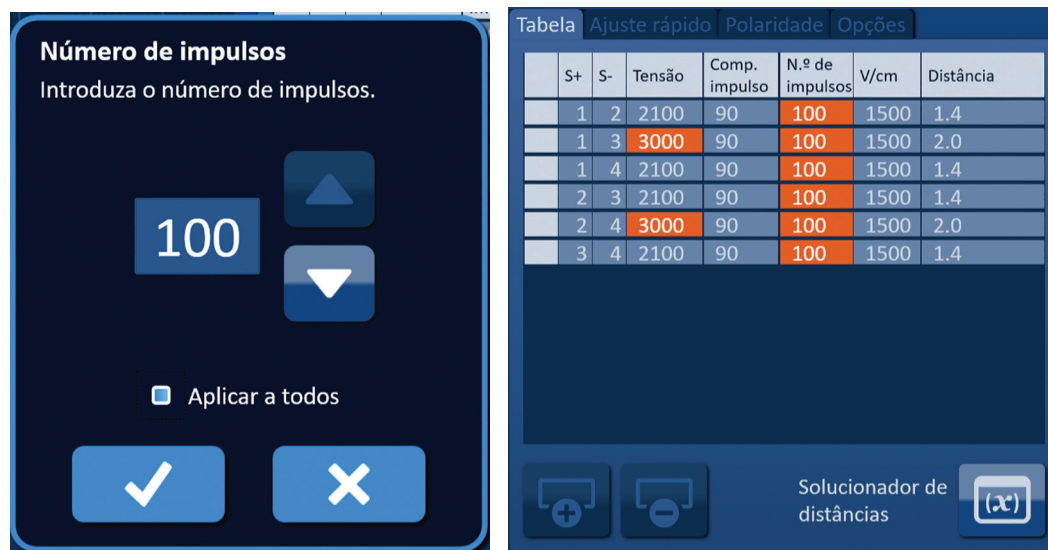 Número de impulsos
Introduza o número de impulsos.
100
Aplicar a todos
Tabela Ajuste rápido Polaridade Opções
S+ S- Tensão Comp. impulso N.º de impulsos V/cm Distância
1 2 2100 90 100 1500 1.4
1 3 3000 90 100 1500 2.0
1 4 2100 90 100 1500 1.4
2 3 2100 90 100 1500 1.4
2 4 3000 90 100 1500 2.0
3 4 2100 90 100 1500 1.4
Solucionador de
distâncias
(x)